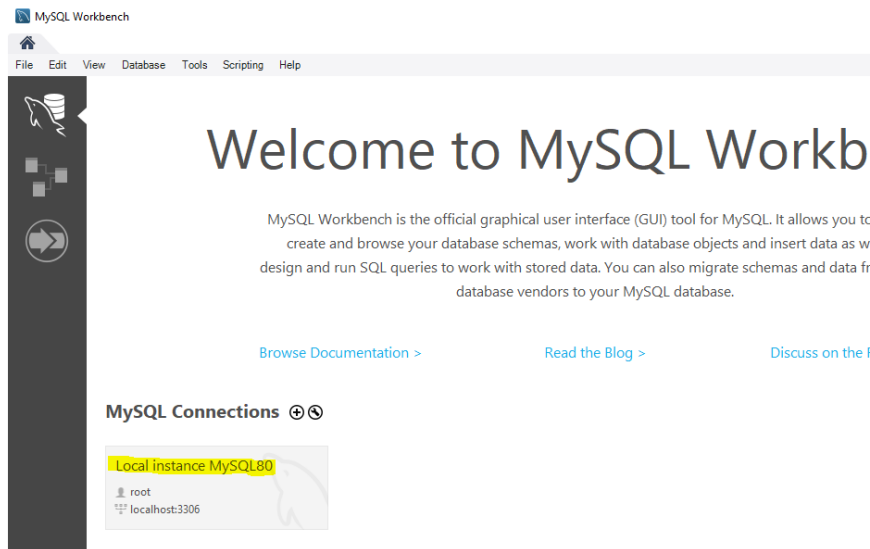 MySQL Workbench
File Edit View Database Tools Scripting Help
Welcome to MySQL Workb
MySQL Workbench is the official graphical user interface (GUI) tool for MySQL. It allows you to
create and browse your database schemas, work with database objects and insert data as w
design and run SQL queries to work with stored data. You can also migrate schemas and data fr
database vendors to your MySQL database.
Browse Documentation > Read the Blog > Discuss on the
MySQL Connections
Local instance MySQL80
root
localhost:3306